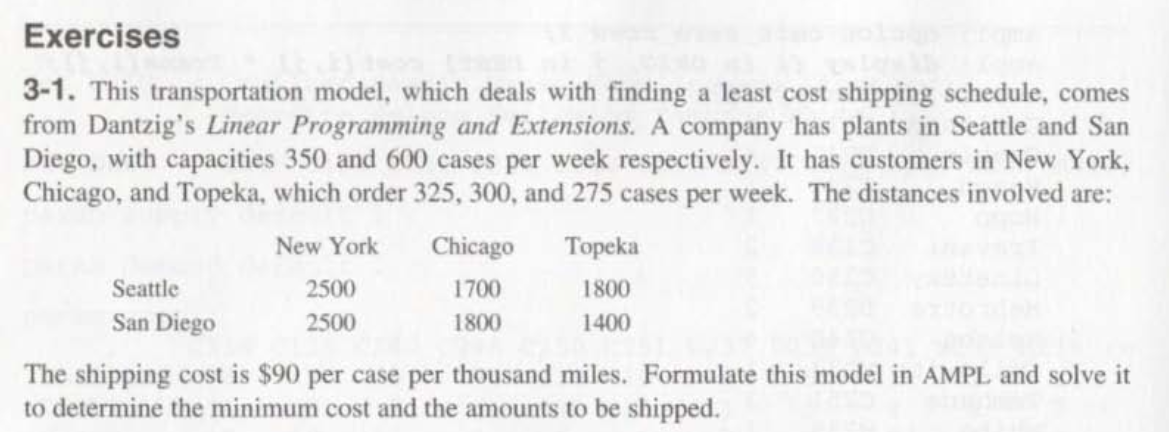 Exercises
3-1. This transportation model, which deals with finding a least cost shipping schedule, comes
from Dantzig's Linear Programming and Extensions. A company has plants in Seattle and San
Diego, with capacities 350 and 600 cases per week respectively. It has customers in New York,
Chicago, and Topeka, which order 325, 300, and 275 cases per week. The distances involved are:
New York Chicago Topeka
Seattle 2500 1700 1800
San Diego 2500 1800 1400
The shipping cost is $90 per case per thousand miles. Formulate this model in AMPL and solve it
to determine the minimum cost and the amounts to be shipped.